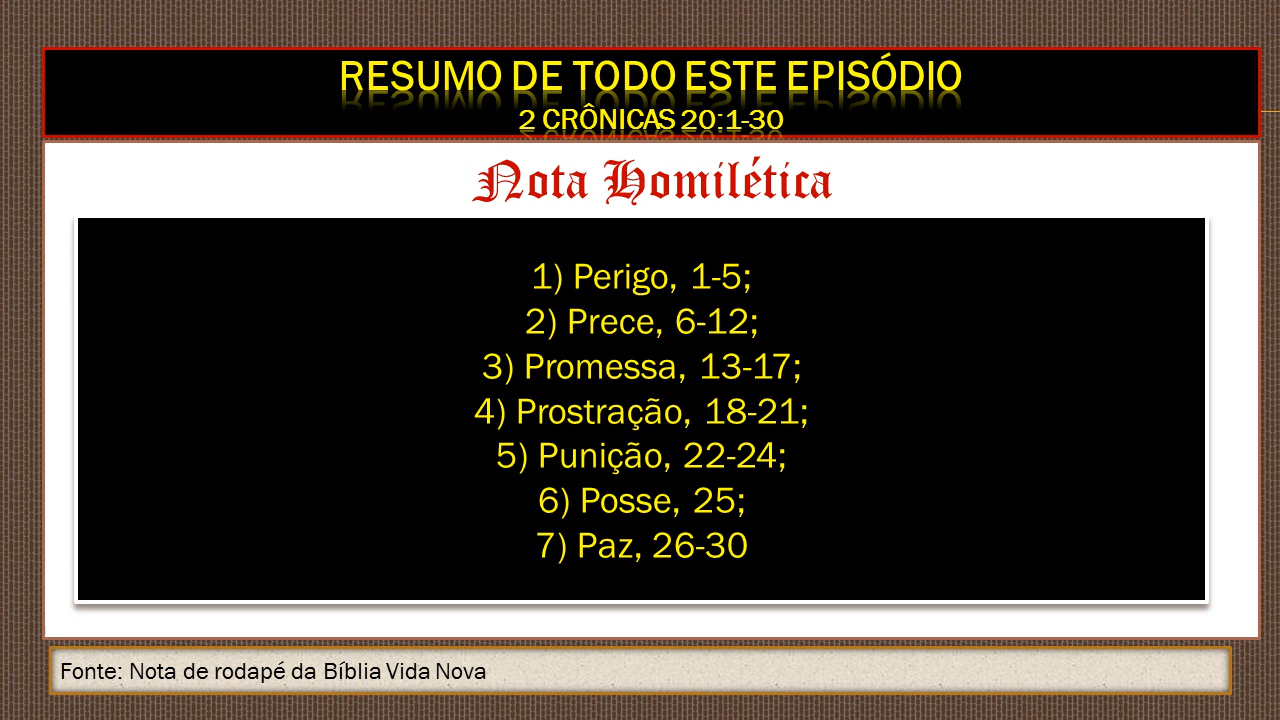 RESUMO DE TODO ESTE EPISÓDIO
2 CRÔNICAS 20:1-30
Nota Homilética
1) Perigo, 1-5;
2) Prece, 6-12;
3) Promessa, 13-17;
4) Prostração, 18-21;
5) Punição, 22-24;
6) Posse, 25;
7) Paz, 26-30
Fonte: Nota de rodapé da Bíblia Vida Nova